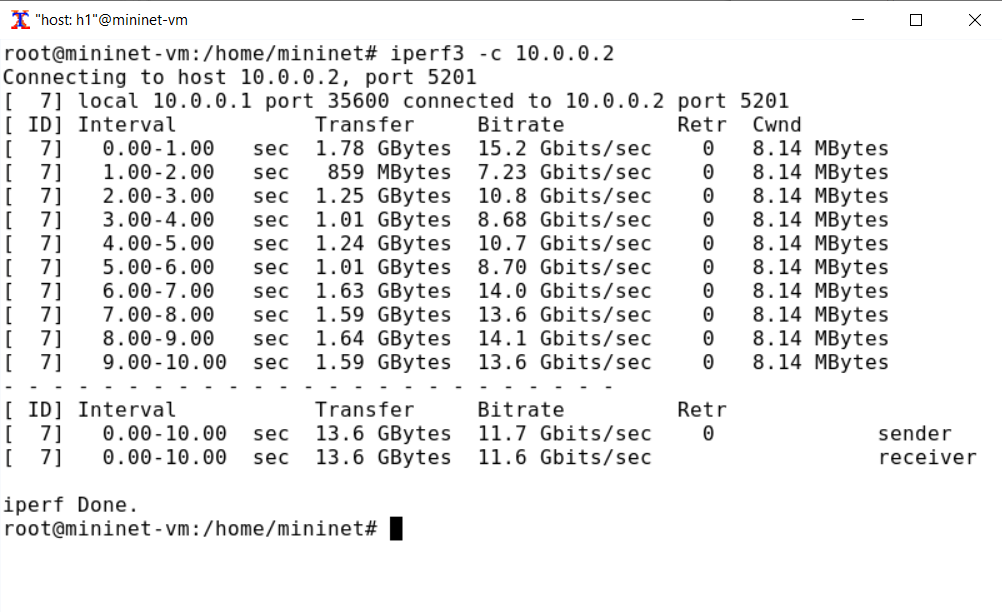 "host: h1"@mininet-vm
root@mininet-vm:/home/mininet# iperf3 -c 10.0.0.2
Connecting to host 10.0.0.2, port 5201
[  7] local 10.0.0.1 port 35600 connected to 10.0.0.2 port 5201
[ ID] Interval           Transfer     Bitrate         Retr  Cwnd
[  7]   0.00-1.00   sec  1.78 GBytes  15.2 Gbits/sec    0   8.14 MBytes
[  7]   1.00-2.00   sec   859 MBytes  7.23 Gbits/sec    0   8.14 MBytes
[  7]   2.00-3.00   sec  1.25 GBytes  10.8 Gbits/sec    0   8.14 MBytes
[  7]   3.00-4.00   sec  1.01 GBytes  8.68 Gbits/sec    0   8.14 MBytes
[  7]   4.00-5.00   sec  1.24 GBytes  10.7 Gbits/sec    0   8.14 MBytes
[  7]   5.00-6.00   sec  1.01 GBytes  8.70 Gbits/sec    0   8.14 MBytes
[  7]   6.00-7.00   sec  1.63 GBytes  14.0 Gbits/sec    0   8.14 MBytes
[  7]   7.00-8.00   sec  1.59 GBytes  13.6 Gbits/sec    0   8.14 MBytes
[  7]   8.00-9.00   sec  1.64 GBytes  14.1 Gbits/sec    0   8.14 MBytes
[  7]   9.00-10.00  sec  1.59 GBytes  13.6 Gbits/sec    0   8.14 MBytes
- - - - - - - - - - - - - - - - - - - - - - - - -
[ ID] Interval           Transfer     Bitrate         Retr
[  7]   0.00-10.00  sec  13.6 GBytes  11.7 Gbits/sec    0             sender
[  7]   0.00-10.00  sec  13.6 GBytes  11.6 Gbits/sec                  receiver
iperf Done.
root@mininet-vm:/home/mininet#